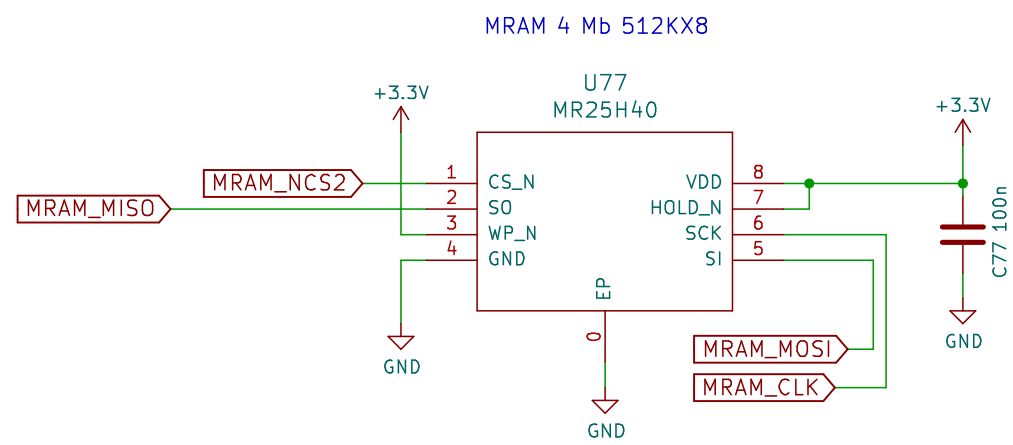 MRAM 4 Mb 512KX8
U77
MR25H40
+3.3V
+3.3V
MRAM_NCS2
MRAM_MISO
1
2
3
4
CS_N
SO
WP_N
GND
VDD
HOLD_N
SCK
SI
8
7
6
5
EP
0
C77 100n
GND
GND
GND
MRAM_MOSI
MRAM_CLK